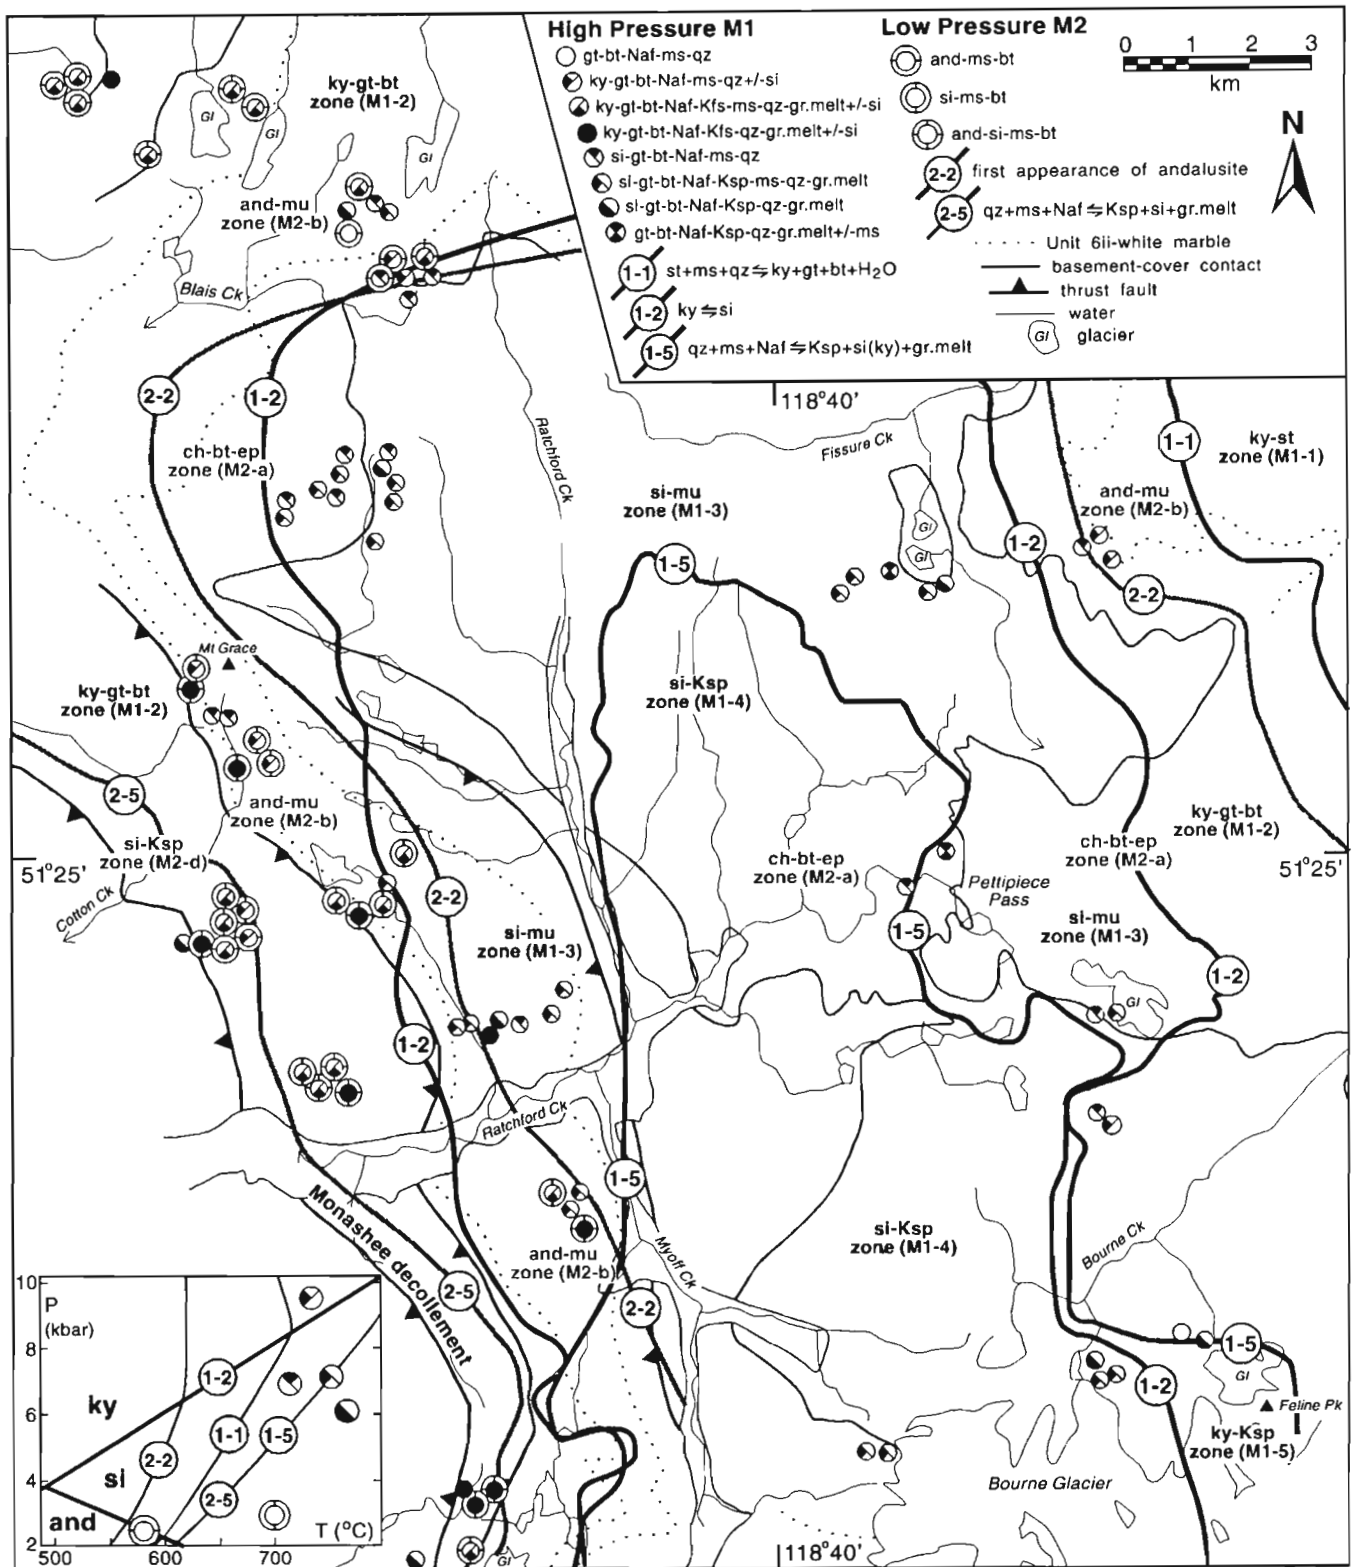 High Pressure M1
gt-bt-Naf-ms-qz
ky-gt-bt-Naf-ms-qz+/-si
ky-gt-bt-Naf-Kfs-ms-qz-gr.melt+/-si
ky-gt-bt-Naf-Kfs-qz-gr.melt+/-si
si-gt-bt-Naf-ms-qz
si-gt-bt-Naf-Ksp-ms-qz-gr.melt
si-gt-bt-Naf-Ksp-qz-gr.melt
gt-bt-Naf-Ksp-qz-gr.melt+/-ms
1-1 st+ms+qz⇋ky+gt+bt+H₂O
1-2 ky⇋si
1-5 qz+ms+Naf⇋Ksp+si(ky)+gr.melt
Low Pressure M2
and-ms-bt
si-ms-bt
and-si-ms-bt
2-2 first appearance of andalusite
2-5 qz+ms+Naf⇋Ksp+si+gr.melt
Unit 6ii-white marble
basement-cover contact
thrust fault
water
GI glacier
0 1 2 3
km
N
ky-gt-bt
zone (M1-2)
GI
GI
GI
and-mu
zone (M2-b)
Blais Ck
2-2
1-2
ch-bt-ep
zone (M2-a)
Ratchford Ck
118°40'
Fissure Ck
1-1
ky-st
zone (M1-1)
si-mu
zone (M1-3)
and-mu
zone (M2-b)
GI
GI
1-2
1-5
2-2
Mt Grace
ky-gt-bt
zone (M1-2)
si-Ksp
zone (M1-4)
2-5
and-mu
zone (M2-b)
ky-gt-bt
zone (M1-2)
si-Ksp
zone (M2-d)
ch-bt-ep
zone (M2-a)
ch-bt-ep
zone (M2-a)
51°25'
51°25'
Cotton Ck
2-2
Pettipiece
Pass
1-5
si-mu
zone (M1-3)
si-mu
zone (M1-3)
1-2
GI
1-2
Ratchford Ck
1-5
Monashee decollement
si-Ksp
zone (M1-4)
Bourne Ck
and-mu
zone (M2-b)
Myoff Ck
2-5
2-2
1-5
GI
1-2
Feline Pk
ky-Ksp
zone (M1-5)
Bourne Glacier
118°40'
GI
10
P
(kbar)
8
6
4
2
1-2
ky
1-1
1-5
2-2
si
2-5
and
T (°C)
500 600 700